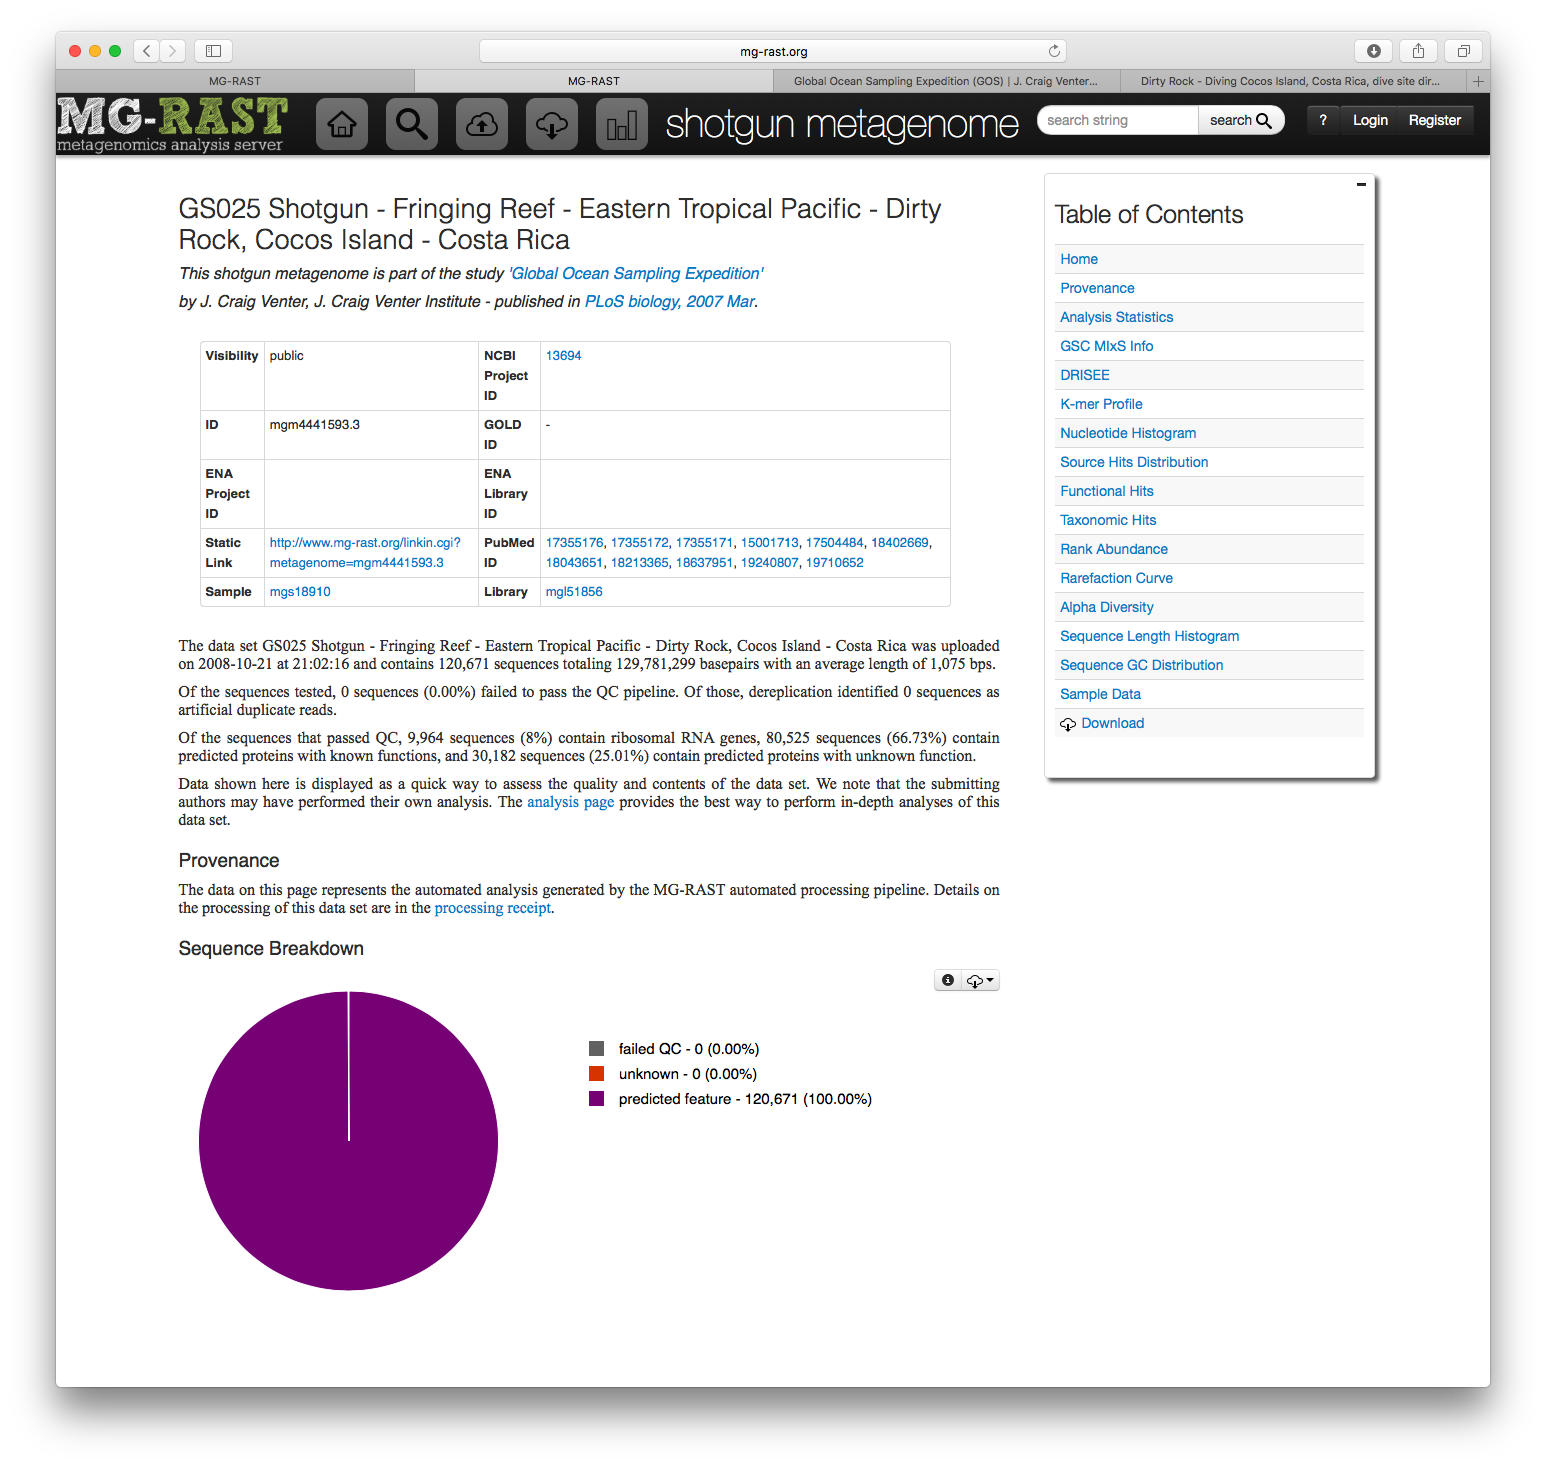 mg-rast.org
MG-RAST
MG-RAST
Global Ocean Sampling Expedition (GOS) | J. Craig Venter...
Dirty Rock - Diving Cocos Island, Costa Rica, dive site dir...
MG-RAST
metagenomics analysis server
shotgun metagenome
search string
search
?
Login
Register
GS025 Shotgun - Fringing Reef - Eastern Tropical Pacific - Dirty
Rock, Cocos Island - Costa Rica
This shotgun metagenome is part of the study 'Global Ocean Sampling Expedition'
by J. Craig Venter, J. Craig Venter Institute - published in PLoS biology, 2007 Mar.
Visibility
public
NCBI
Project
ID
13694
ID
mgm4441593.3
GOLD
ID
-
ENA
Project
ID
ENA
Library
ID
Static
Link
http://www.mg-rast.org/linkin.cgi?
metagenome=mgm4441593.3
PubMed
ID
17355176, 17355172, 17355171, 15001713, 17504484, 18402669,
18043651, 18213365, 18637951, 19240807, 19710652
Sample
mgs18910
Library
mgl51856
The data set GS025 Shotgun - Fringing Reef - Eastern Tropical Pacific - Dirty Rock, Cocos Island - Costa Rica was uploaded
on 2008-10-21 at 21:02:16 and contains 120,671 sequences totaling 129,781,299 basepairs with an average length of 1,075 bps.
Of the sequences tested, 0 sequences (0.00%) failed to pass the QC pipeline. Of those, dereplication identified 0 sequences as
artificial duplicate reads.
Of the sequences that passed QC, 9,964 sequences (8%) contain ribosomal RNA genes, 80,525 sequences (66.73%) contain
predicted proteins with known functions, and 30,182 sequences (25.01%) contain predicted proteins with unknown function.
Data shown here is displayed as a quick way to assess the quality and contents of the data set. We note that the submitting
authors may have performed their own analysis. The analysis page provides the best way to perform in-depth analyses of this
data set.
Provenance
The data on this page represents the automated analysis generated by the MG-RAST automated processing pipeline. Details on
the processing of this data set are in the processing receipt.
Sequence Breakdown
failed QC - 0 (0.00%)
unknown - 0 (0.00%)
predicted feature - 120,671 (100.00%)
Table of Contents
Home
Provenance
Analysis Statistics
GSC MIxS Info
DRISEE
K-mer Profile
Nucleotide Histogram
Source Hits Distribution
Functional Hits
Taxonomic Hits
Rank Abundance
Rarefaction Curve
Alpha Diversity
Sequence Length Histogram
Sequence GC Distribution
Sample Data
Download